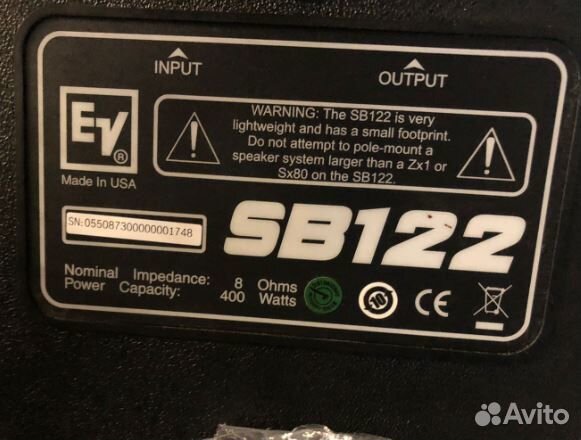 INPUT
OUTPUT
EV®
Made In USA
WARNING: The SB122 is very
lightweight and has a small footprint.
Do not attempt to pole-mount a
speaker system larger than a Zx1 or
Sx80 on the SB122.
SN:055087300000001748
SB122
Nominal Impedance: 8 Ohms
Power Capacity: 400 Watts
10
CE
Avito